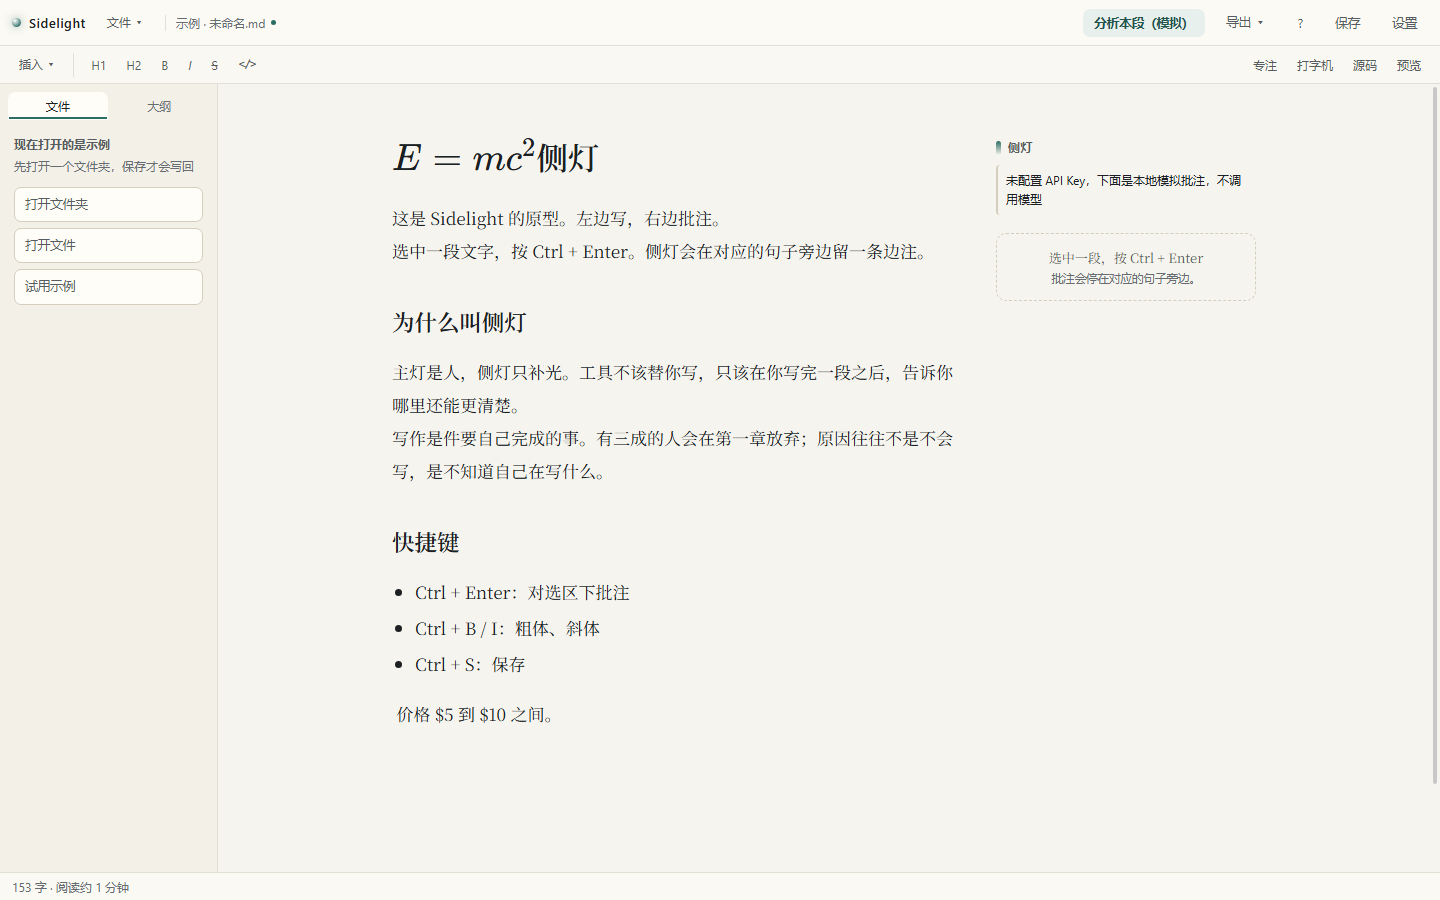 Sidelight
文件 ▾
示例 · 未命名.md
分析本段（模拟）
导出 ▾
?
保存
设置
插入 ▾
H1
H2
B
I
S
</>
专注
打字机
源码
预览
文件
大纲
现在打开的是示例
先打开一个文件夹，保存才会写回
打开文件夹
打开文件
试用示例
E = mc²侧灯
这是 Sidelight 的原型。左边写，右边批注。
选中一段文字，按 Ctrl + Enter。侧灯会在对应的句子旁边留一条边注。
为什么叫侧灯
主灯是人，侧灯只补光。工具不该替你写，只该在你写完一段之后，告诉你
哪里还能更清楚。
写作是件要自己完成的事。有三成的人会在第一章放弃；原因往往不是不会
写，是不知道自己在写什么。
快捷键
Ctrl + Enter：对选区下批注
Ctrl + B / I：粗体、斜体
Ctrl + S：保存
价格 $5 到 $10 之间。
侧灯
未配置 API Key，下面是本地模拟批注，不调
用模型
选中一段，按 Ctrl + Enter
批注会停在对应的句子旁边。
153 字 · 阅读约 1 分钟